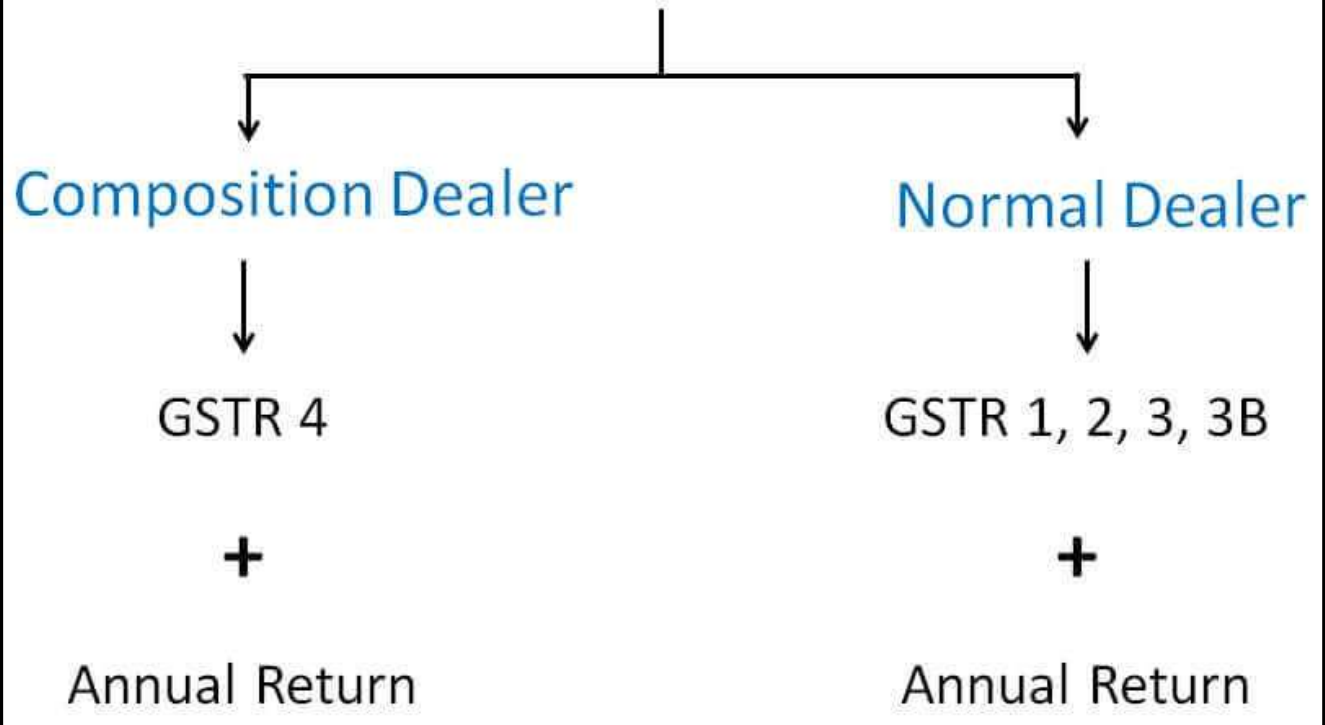 Composition Dealer
Normal Dealer
GSTR 4
GSTR 1, 2, 3, 3B
+
+
Annual Return
Annual Return